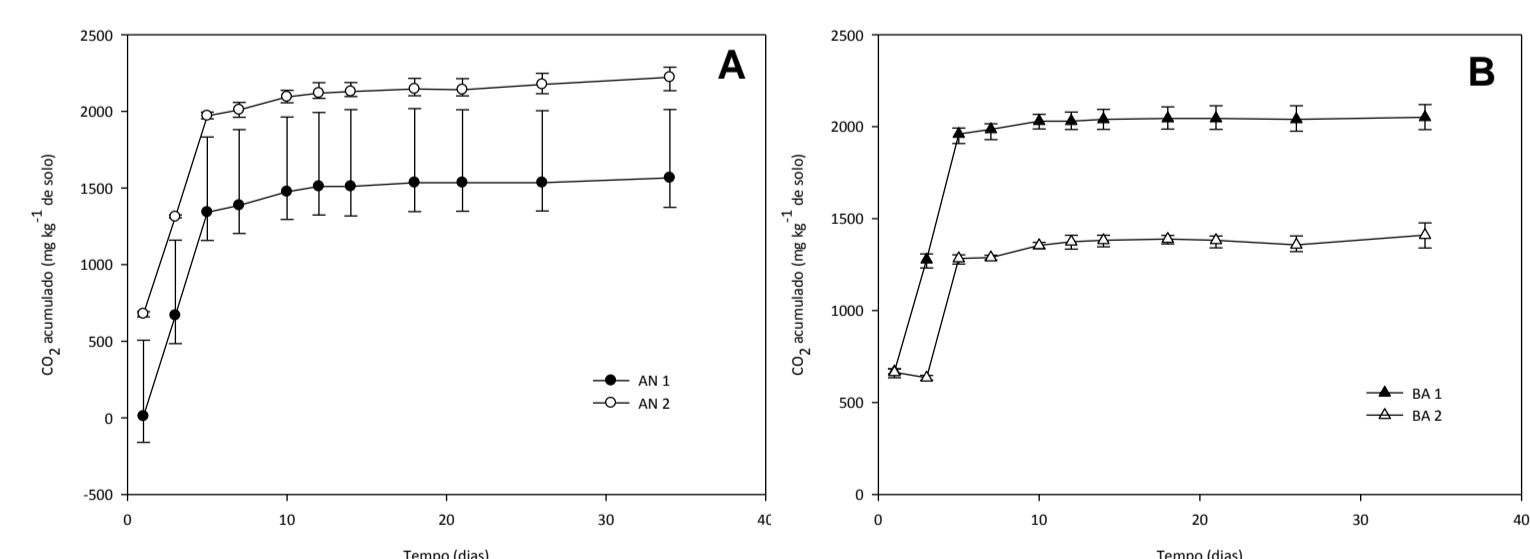 A
CO2 acumulado (mg kg-1 de solo)
2500
2000
1500
1000
500
0
-500
0 10 20 30 40
Tempo (dias)
AN 1
AN 2
B
CO2 acumulado (mg kg-1 de solo)
2500
2000
1500
1000
500
0
0 10 20 30 40
Tempo (dias)
BA 1
BA 2